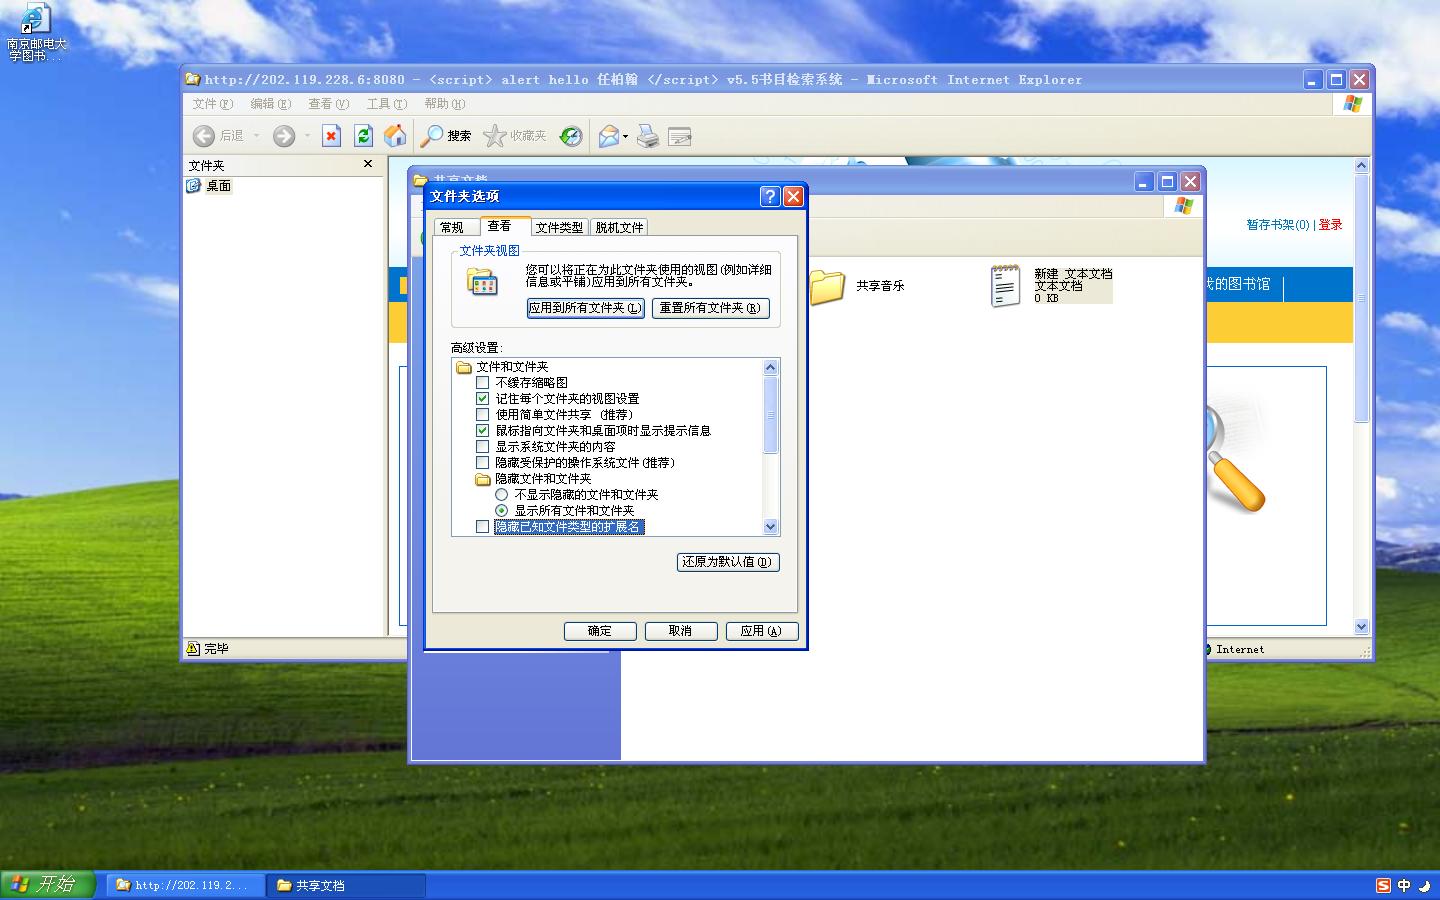 南京邮电大
学图书...
http://202.119.228.6:8080 - <script> alert hello 任柏翰 </script> v5.5书目检索系统 - Microsoft Internet Explorer
文件(F) 编辑(E) 查看(V) 工具(T) 帮助(H)
后退 搜索 收藏夹
文件夹
桌面
暂存书架(0) | 登录
我的图书馆
共享文档
共享音乐
新建 文本文档
文本文档
0 KB
文件夹选项
常规 查看 文件类型 脱机文件
文件夹视图
您可以将正在为此文件夹使用的视图(例如详细
信息或平铺)应用到所有文件夹。
应用到所有文件夹(L) 重置所有文件夹(R)
高级设置:
文件和文件夹
不缓存缩略图
记住每个文件夹的视图设置
使用简单文件共享 (推荐)
鼠标指向文件夹和桌面项时显示提示信息
显示系统文件夹的内容
隐藏受保护的操作系统文件(推荐)
隐藏文件和文件夹
不显示隐藏的文件和文件夹
显示所有文件和文件夹
隐藏已知文件类型的扩展名
还原为默认值(D)
确定 取消 应用(A)
完毕
Internet
开始 http://202.119.2... 共享文档
S 中